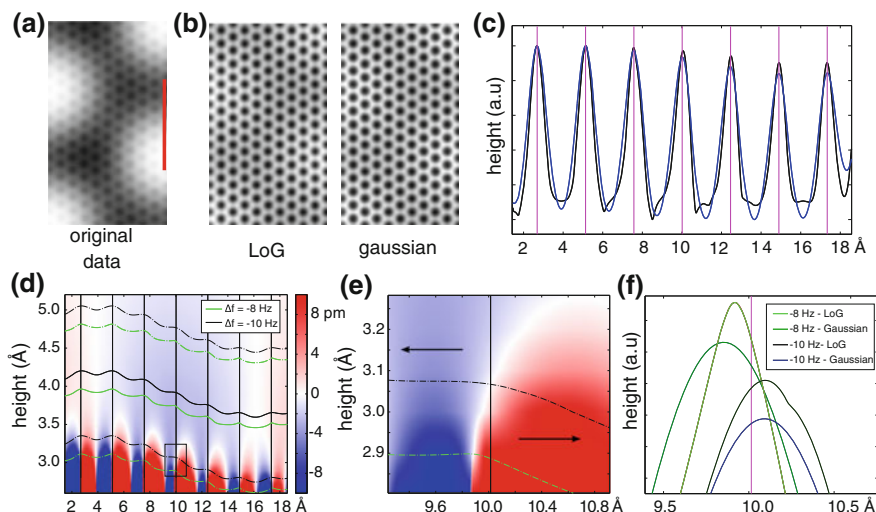 (a)
(b)
(c)
original
data
LoG
gaussian
height (a.u)
2 4 6 8 10 12 14 16 18 Å
(d)
(e)
(f)
height (Å)
5.0
4.5
4.0
3.5
3.0
Δf = -8 Hz
Δf = -10 Hz
2 4 6 8 10 12 14 16 18 Å
8 pm
4
0
-4
-8
height (Å)
3.2
3.1
3.0
2.9
9.6 10.0 10.4 10.8 Å
height (a.u)
-8 Hz - LoG
-8 Hz - Gaussian
-10 Hz- LoG
-10 Hz - Gaussian
9.5 10.0 10.5 Å